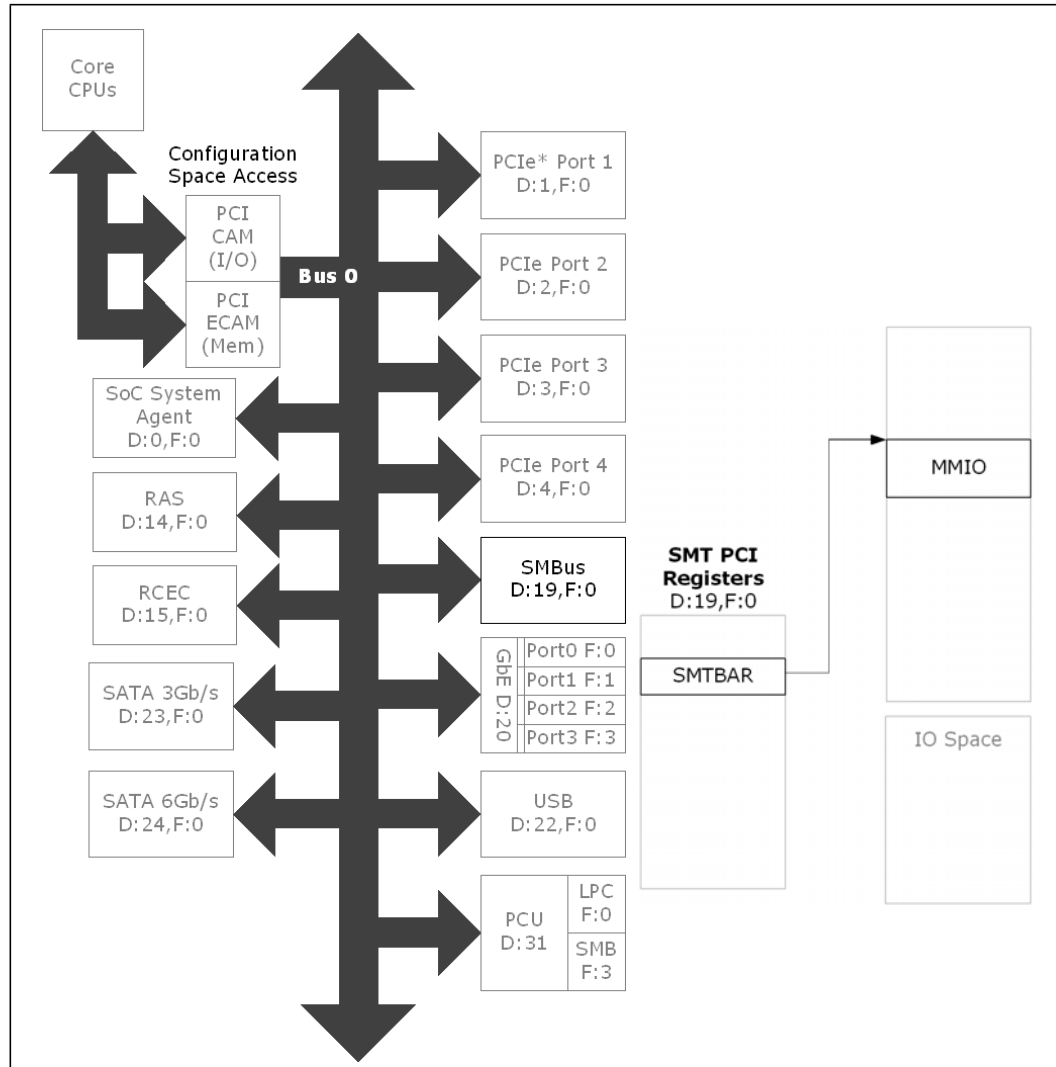 Core
CPUs
Configuration
Space Access
PCI
CAM
(I/O)
Bus 0
PCI
ECAM
(Mem)
SoC System
Agent
D:0,F:0
RAS
D:14,F:0
RCEC
D:15,F:0
SATA 3Gb/s
D:23,F:0
SATA 6Gb/s
D:24,F:0
PCIe* Port 1
D:1,F:0
PCIe Port 2
D:2,F:0
PCIe Port 3
D:3,F:0
PCIe Port 4
D:4,F:0
SMBus
D:19,F:0
GbE D:20
Port0 F:0
Port1 F:1
Port2 F:2
Port3 F:3
USB
D:22,F:0
PCU
D:31
LPC
F:0
SMB
F:3
SMT PCI
Registers
D:19,F:0
SMTBAR
MMIO
IO Space